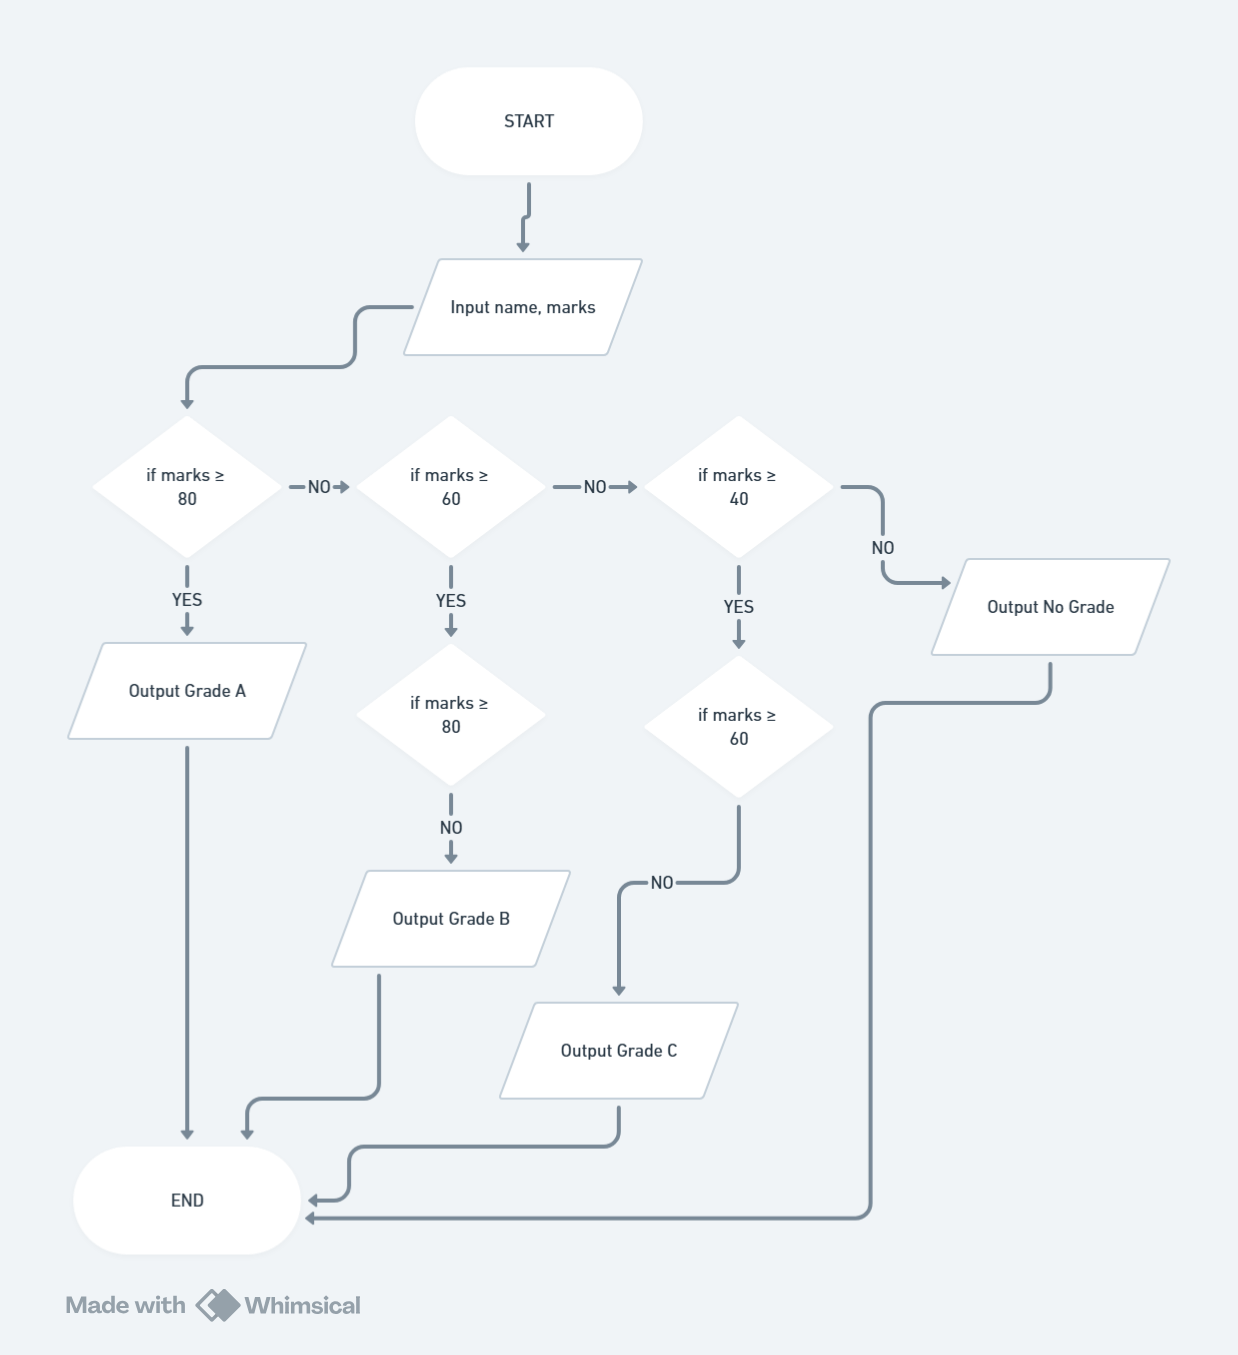 START
Input name, marks
if marks ≥
80
NO
if marks ≥
60
NO
if marks ≥
40
NO
YES
YES
YES
Output No Grade
Output Grade A
if marks ≥
80
if marks ≥
60
NO
NO
Output Grade B
Output Grade C
END
Made with Whimsical